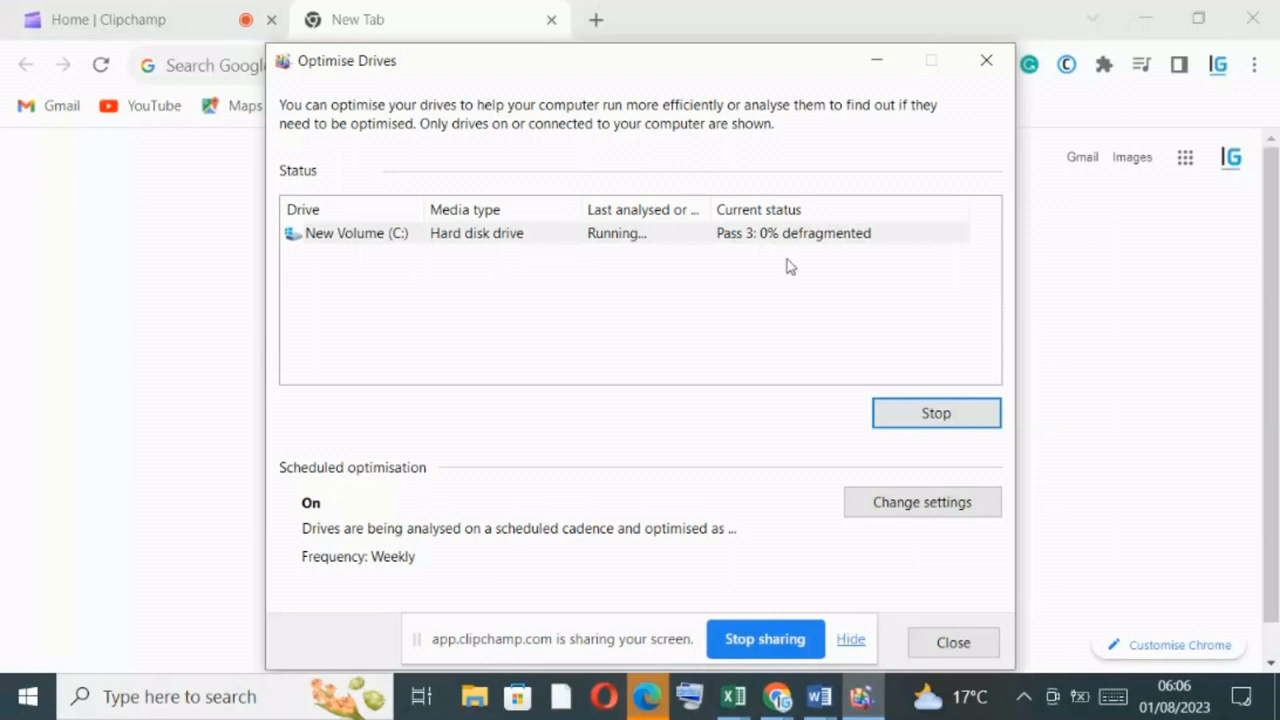 Home | Clipchamp
New Tab
Search Googl
Gmail
YouTube
Maps
Optimise Drives
You can optimise your drives to help your computer run more efficiently or analyse them to find out if they
need to be optimised. Only drives on or connected to your computer are shown.
Gmail
Images
Status
Drive
Media type
Last analysed or ...
Current status
New Volume (C:)
Hard disk drive
Running...
Pass 3: 0% defragmented
Stop
Scheduled optimisation
On
Change settings
Drives are being analysed on a scheduled cadence and optimised as ...
Frequency: Weekly
app.clipchamp.com is sharing your screen.
Stop sharing
Hide
Close
Customise Chrome
Type here to search
17°C
06:06
01/08/2023